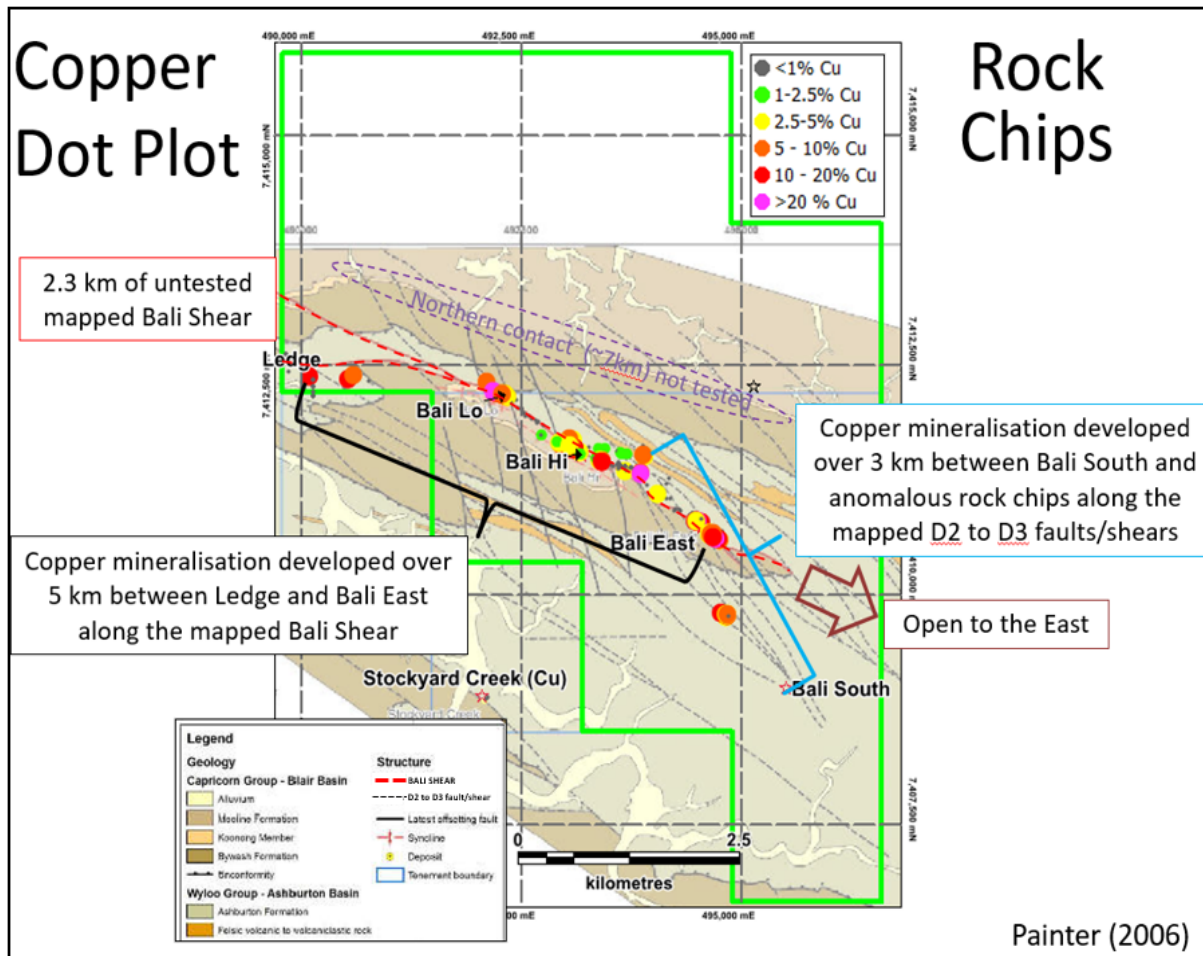 Copper
Dot Plot
Rock
Chips
490,000 mE
492,500 mE
495,000 mE
<1% Cu
1-2.5% Cu
2.5-5% Cu
5 - 10% Cu
10 - 20% Cu
>20 % Cu
7,415,000 mN
7,415,000 mN
2.3 km of untested
mapped Bali Shear
Northern contact (~7km) not tested
7,412,500 mN
7,412,500 mN
Ledge
Bali Lo
Bali Hi
Bali Hi
Bali East
Copper mineralisation developed
over 3 km between Bali South and
anomalous rock chips along the
mapped D2 to D3 faults/shears
Copper mineralisation developed over
5 km between Ledge and Bali East
along the mapped Bali Shear
Open to the East
Stockyard Creek (Cu)
Stockyard Creek
Bali South
7,407,500 mN
Legend
Geology
Capricorn Group - Blair Basin
Alluvium
Mooline Formation
Koonong Member
Bywash Formation
Unconformity
Wyloo Group - Ashburton Basin
Ashburton Formation
Felsic volcanic to volcaniclastic rock
Structure
BALI SHEAR
D2 to D3 fault/shear
Latest offsetting fault
Syncline
Deposit
Tenement boundary
0 2.5
kilometres
495,000 mE
Painter (2006)